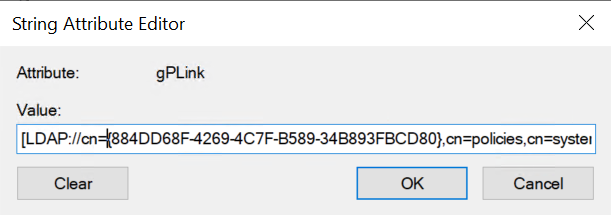 String Attribute Editor
Attribute: gPLink
Value:
[LDAP://cn={884DD68F-4269-4C7F-B589-34B893FBCD80},cn=policies,cn=system
Clear OK Cancel